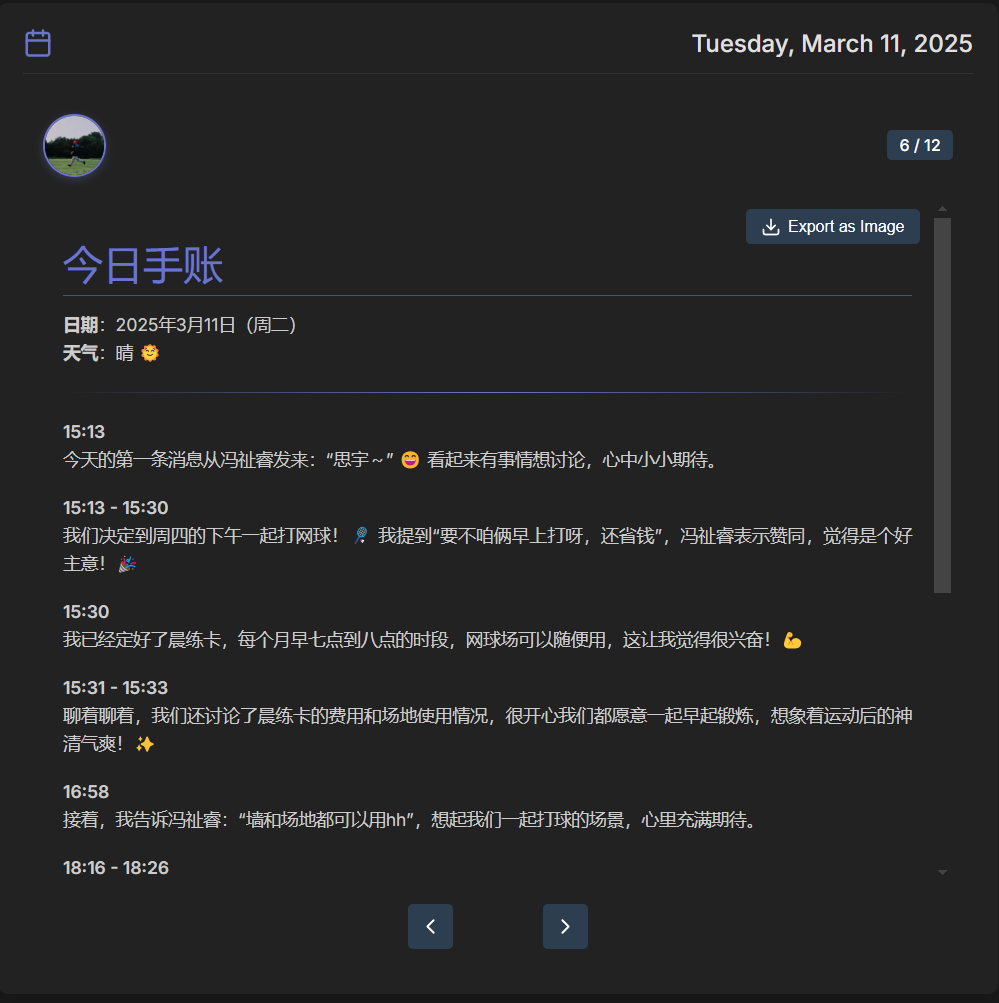 Tuesday, March 11, 2025
6 / 12
Export as Image
今日手账
日期：2025年3月11日（周二）
天气：晴 🌞
15:13
今天的第一条消息从冯祉睿发来：“思宇～” 😄 看起来有事情想讨论，心中小小期待。
15:13 - 15:30
我们决定到周四的下午一起打网球！ 🎾 我提到“要不咱俩早上打呀，还省钱”，冯祉睿表示赞同，觉得是个好
主意！ 🎉
15:30
我已经定好了晨练卡，每个月早七点到八点的时段，网球场可以随便用，这让我觉得很兴奋！ 💪
15:31 - 15:33
聊着聊着，我们还讨论了晨练卡的费用和场地使用情况，很开心我们都愿意一起早起锻炼，想象着运动后的神
清气爽！ ✨
16:58
接着，我告诉冯祉睿：“墙和场地都可以用hh”，想起我们一起打球的场景，心里充满期待。
18:16 - 18:26